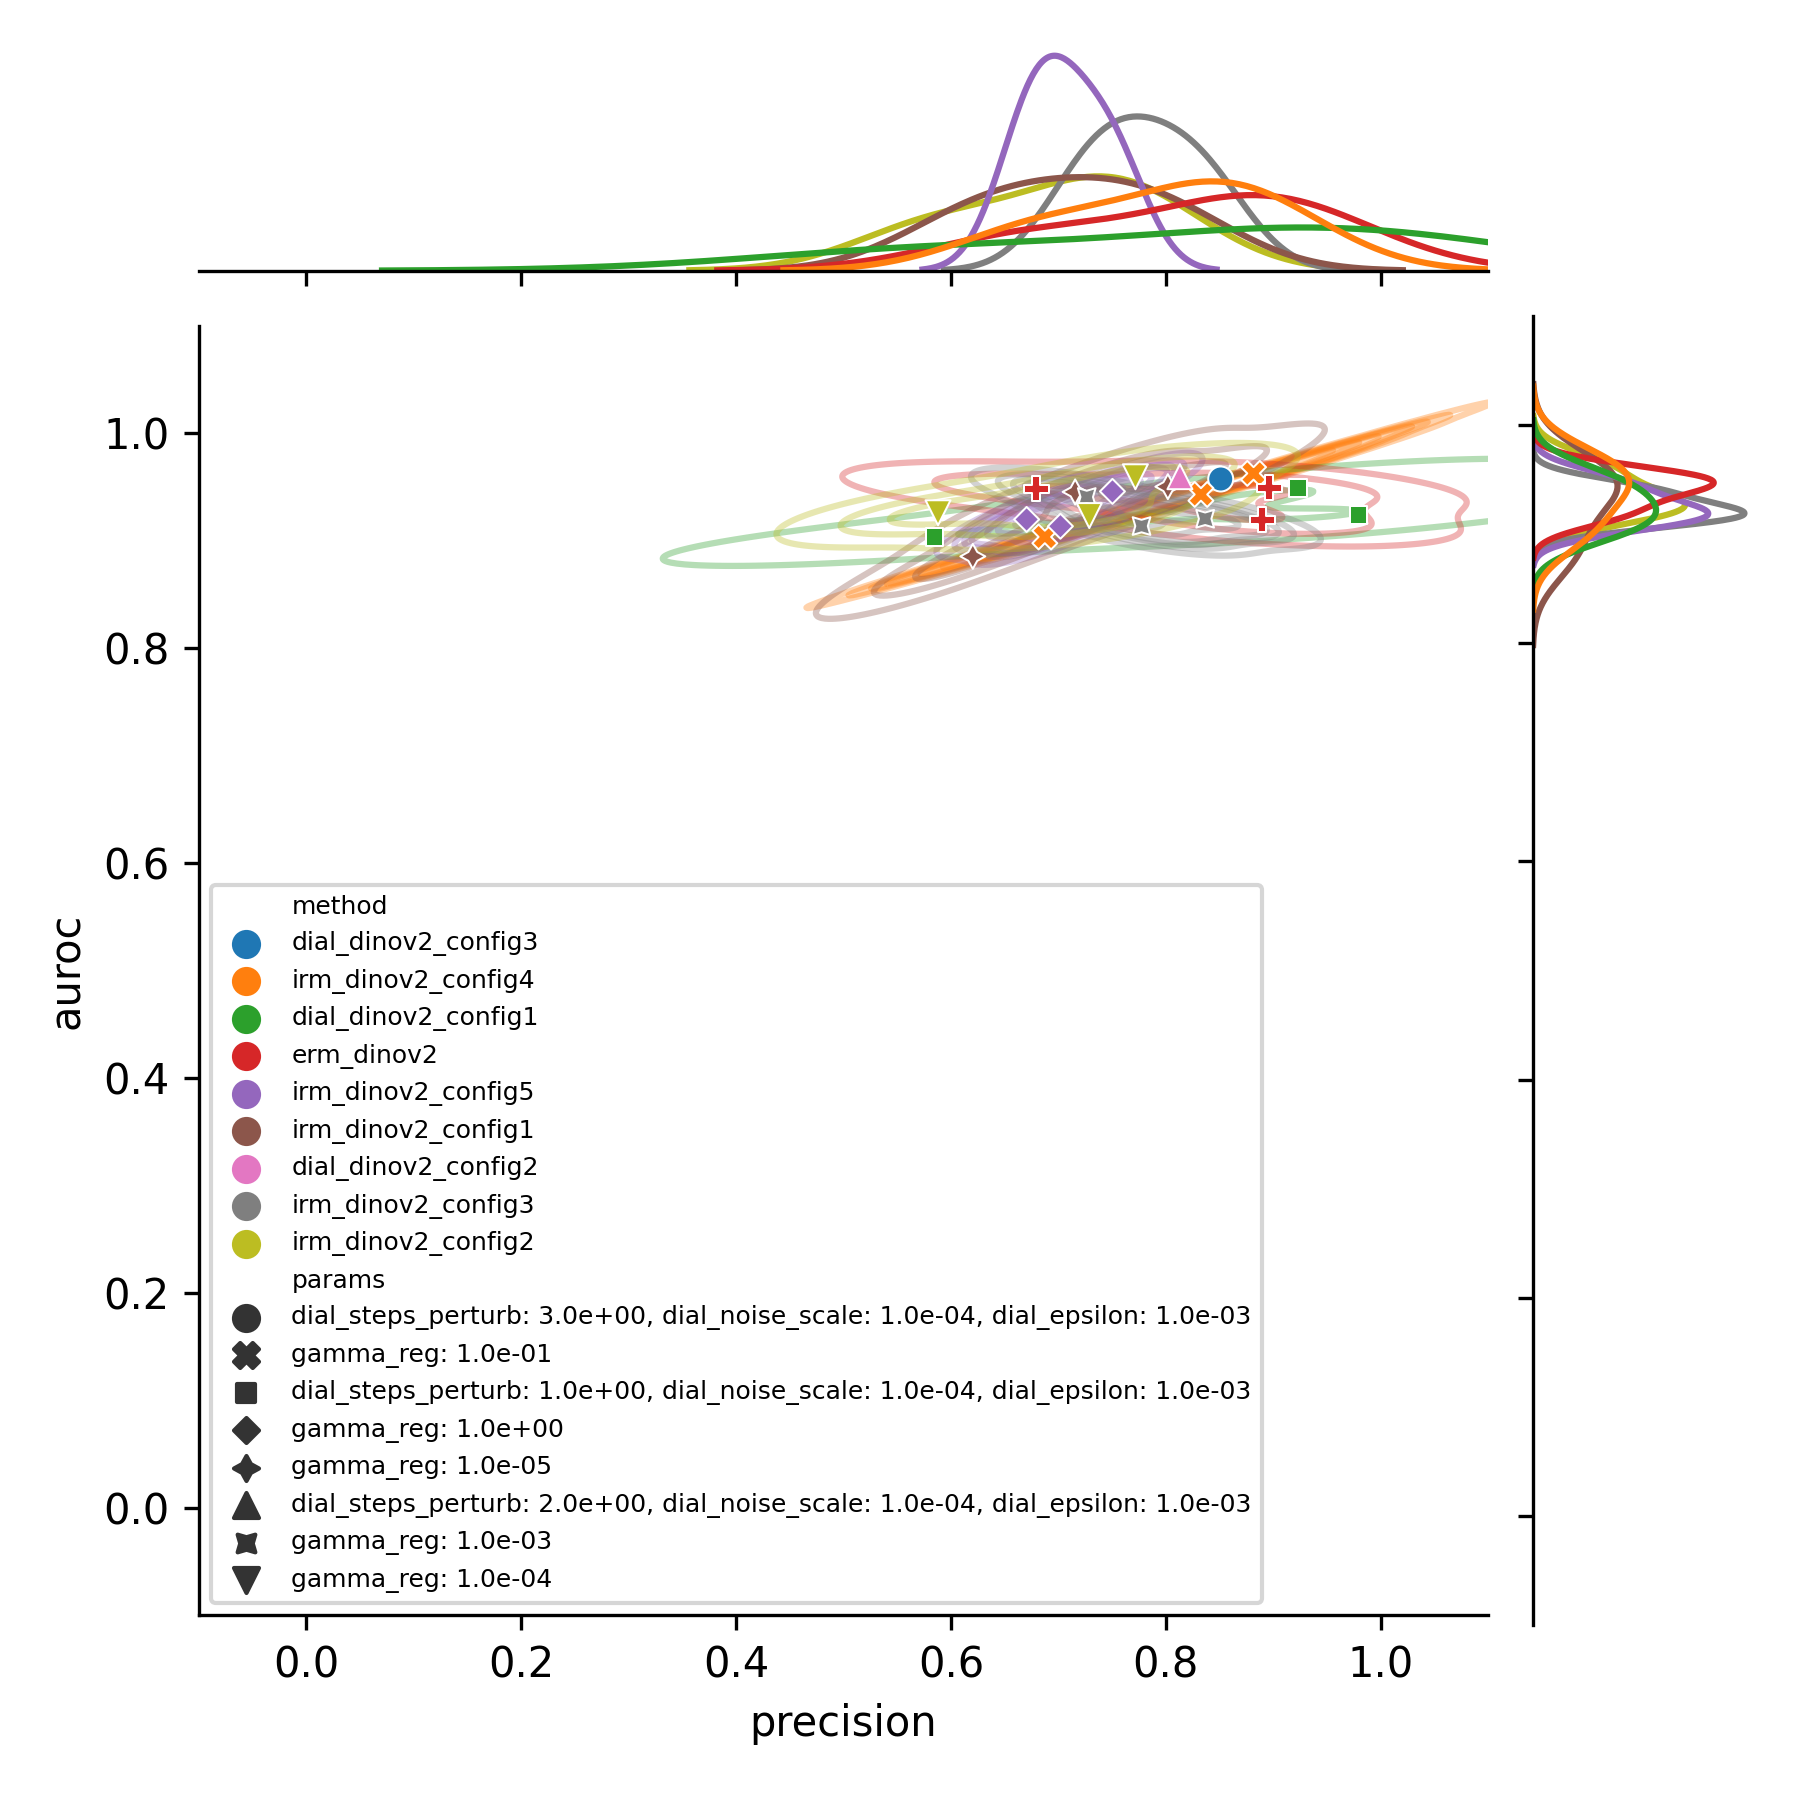 1.0
0.8
0.6
0.4
0.2
0.0
auroc
method
dial_dinov2_config3
irm_dinov2_config4
dial_dinov2_config1
erm_dinov2
irm_dinov2_config5
irm_dinov2_config1
dial_dinov2_config2
irm_dinov2_config3
irm_dinov2_config2
params
dial_steps_perturb: 3.0e+00, dial_noise_scale: 1.0e-04, dial_epsilon: 1.0e-03
gamma_reg: 1.0e-01
dial_steps_perturb: 1.0e+00, dial_noise_scale: 1.0e-04, dial_epsilon: 1.0e-03
gamma_reg: 1.0e+00
gamma_reg: 1.0e-05
dial_steps_perturb: 2.0e+00, dial_noise_scale: 1.0e-04, dial_epsilon: 1.0e-03
gamma_reg: 1.0e-03
gamma_reg: 1.0e-04
0.0 0.2 0.4 0.6 0.8 1.0
precision